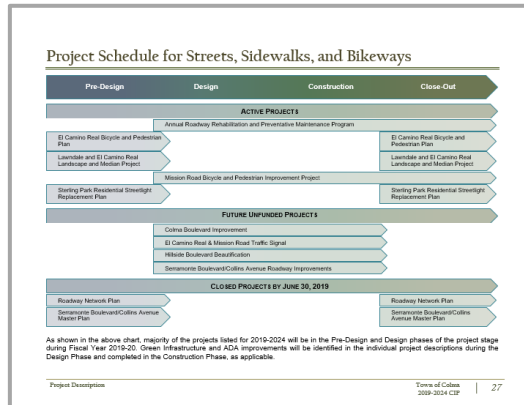 Project Schedule for Streets, Sidewalks, and Bikeways
Pre-Design Design Construction Close-Out
ACTIVE PROJECTS
Annual Roadway Rehabilitation and Preventative Maintenance Program
El Camino Real Bicycle and Pedestrian
Plan
El Camino Real Bicycle and
Pedestrian Plan
Lawndale and El Camino Real
Landscape and Median Project
Lawndale and El Camino Real
Landscape and Median Project
Mission Road Bicycle and Pedestrian Improvement Project
Sterling Park Residential Streetlight
Replacement Plan
Sterling Park Residential Streetlight
Replacement Plan
FUTURE UNFUNDED PROJECTS
Colma Boulevard Improvement
El Camino Real & Mission Road Traffic Signal
Hillside Boulevard Beautification
Serramonte Boulevard/Collins Avenue Roadway Improvements
CLOSED PROJECTS BY JUNE 30, 2019
Roadway Network Plan
Roadway Network Plan
Serramonte Boulevard/Collins Avenue
Master Plan
Serramonte Boulevard/Collins
Avenue Master Plan
As shown in the above chart, majority of the projects listed for 2019-2024 will be in the Pre-Design and Design phases of the project stage
during Fiscal Year 2019-20. Green Infrastructure and ADA improvements will be identified in the individual project descriptions during the
Design Phase and completed in the Construction Phase, as applicable.
Project Description
Town of Colma
2019-2024 CIP
27